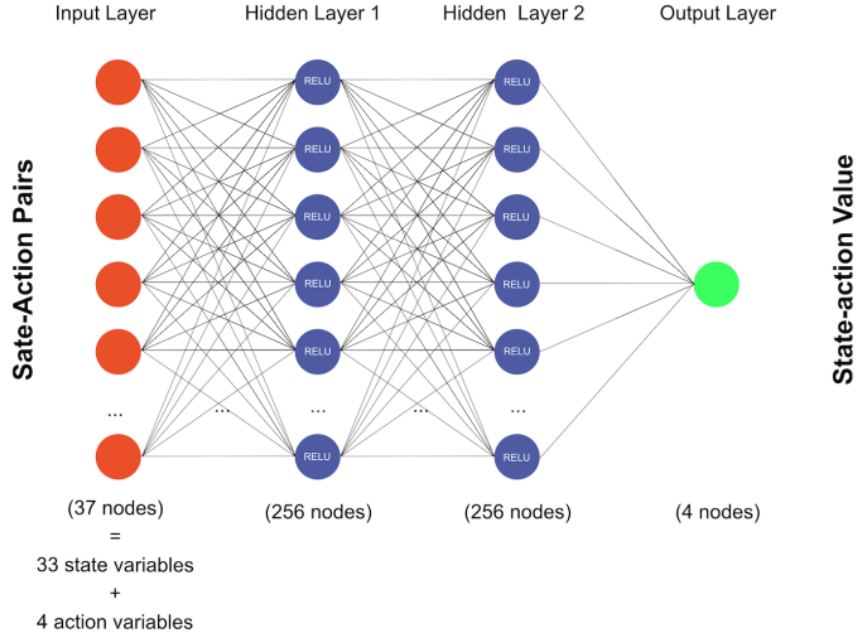 Input Layer
Hidden Layer 1
Hidden Layer 2
Output Layer
Sate-Action Pairs
RELU
RELU
RELU
RELU
RELU
RELU
RELU
RELU
RELU
RELU
RELU
RELU
State-action Value
...
...
...
...
...
(37 nodes)
(256 nodes)
(256 nodes)
(4 nodes)
=
33 state variables
+
4 action variables